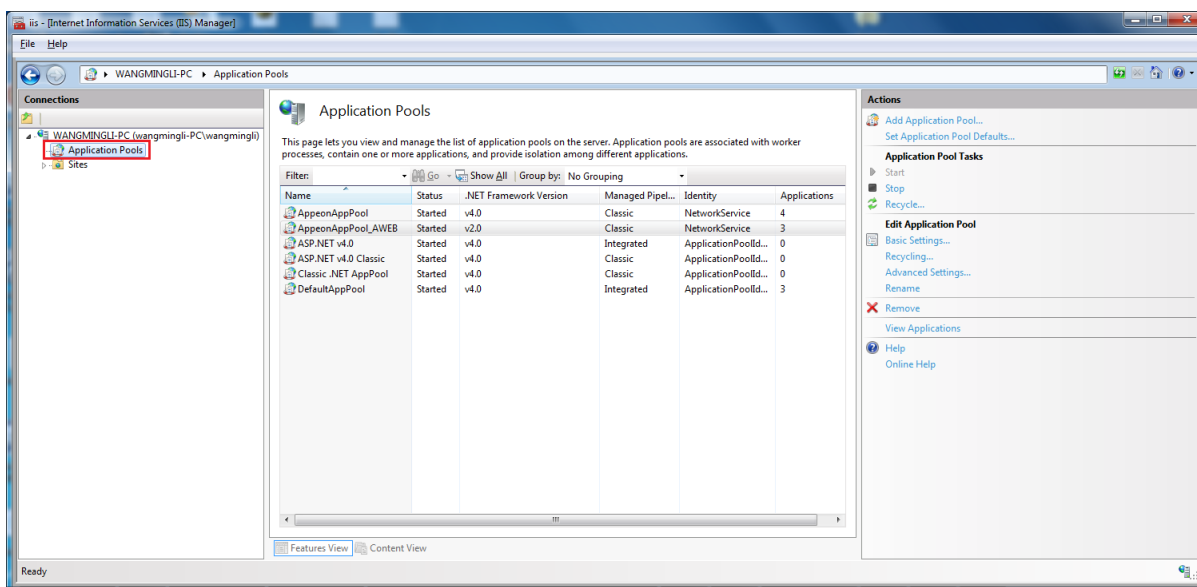 iis - [Internet Information Services (IIS) Manager]
File Help
WANGMINGLI-PC Application Pools
Connections
WANGMINGLI-PC (wangmingli-PC\wangmingli)
Application Pools
Sites
Application Pools
This page lets you view and manage the list of application pools on the server. Application pools are associated with worker
processes, contain one or more applications, and provide isolation among different applications.
Filter: Go Show All Group by: No Grouping
Name Status .NET Framework Version Managed Pipel... Identity Applications
AppeonAppPool Started v4.0 Classic NetworkService 4
AppeonAppPool_AWEB Started v2.0 Classic NetworkService 3
ASP.NET v4.0 Started v4.0 Integrated ApplicationPoolId... 0
ASP.NET v4.0 Classic Started v4.0 Classic ApplicationPoolId... 0
Classic .NET AppPool Started v4.0 Classic ApplicationPoolId... 0
DefaultAppPool Started v4.0 Integrated ApplicationPoolId... 3
Features View Content View
Actions
Add Application Pool...
Set Application Pool Defaults...
Application Pool Tasks
Start
Stop
Recycle...
Edit Application Pool
Basic Settings...
Recycling...
Advanced Settings...
Rename
Remove
View Applications
Help
Online Help
Ready